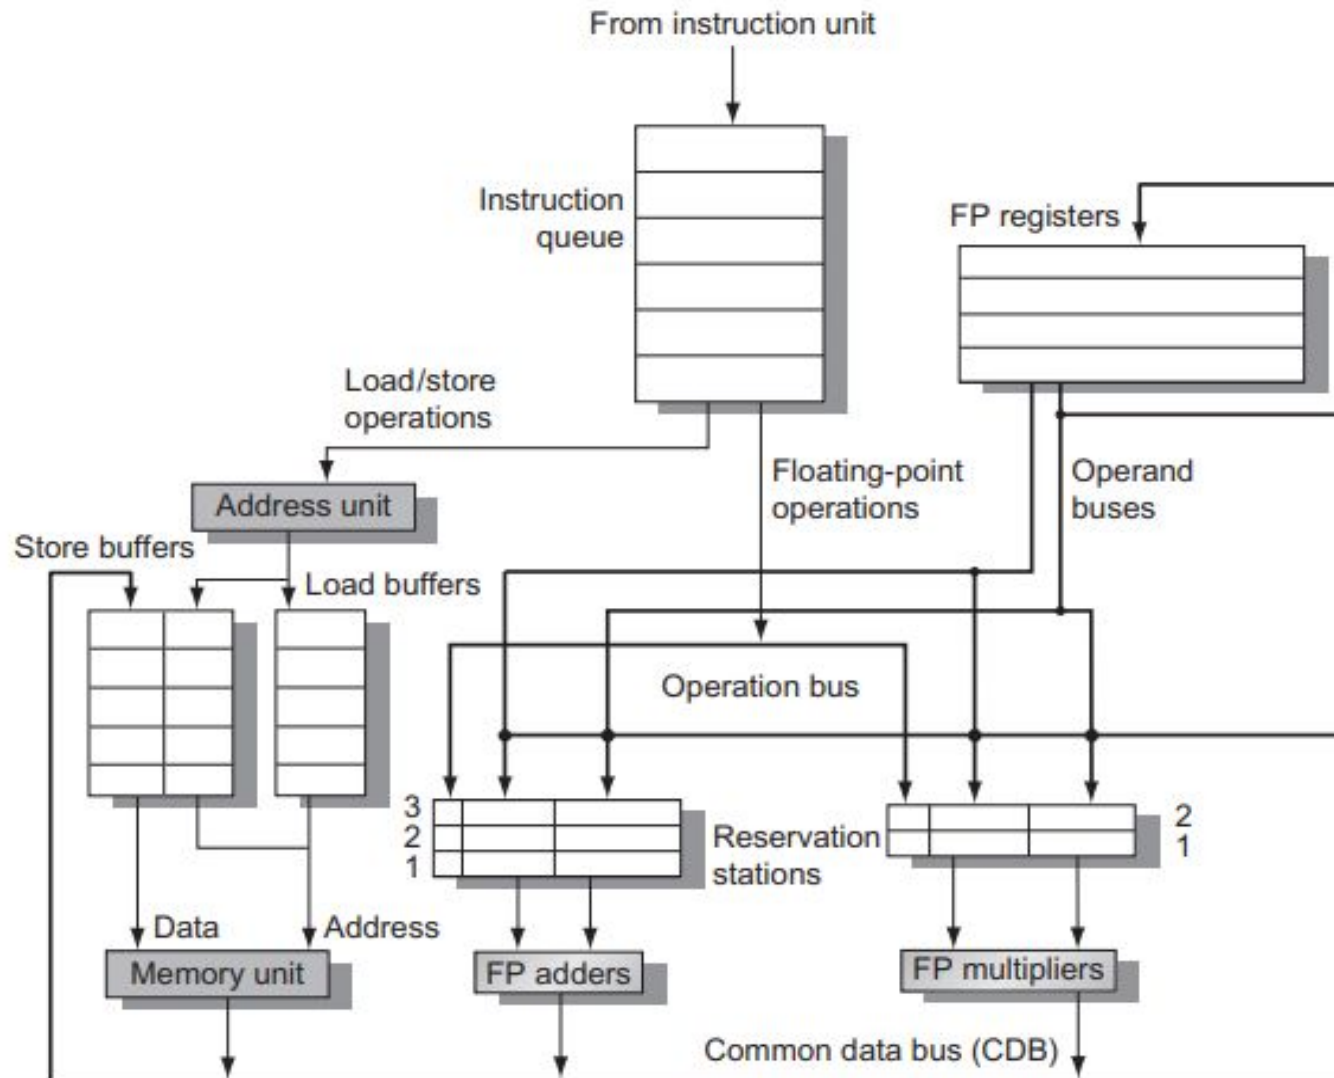 From instruction unit
Instruction
queue
FP registers
Load/store
operations
Floating-point
operations
Operand
buses
Address unit
Store buffers
Load buffers
Operation bus
3
2
1
Reservation
stations
2
1
Data
Address
Memory unit
FP adders
FP multipliers
Common data bus (CDB)